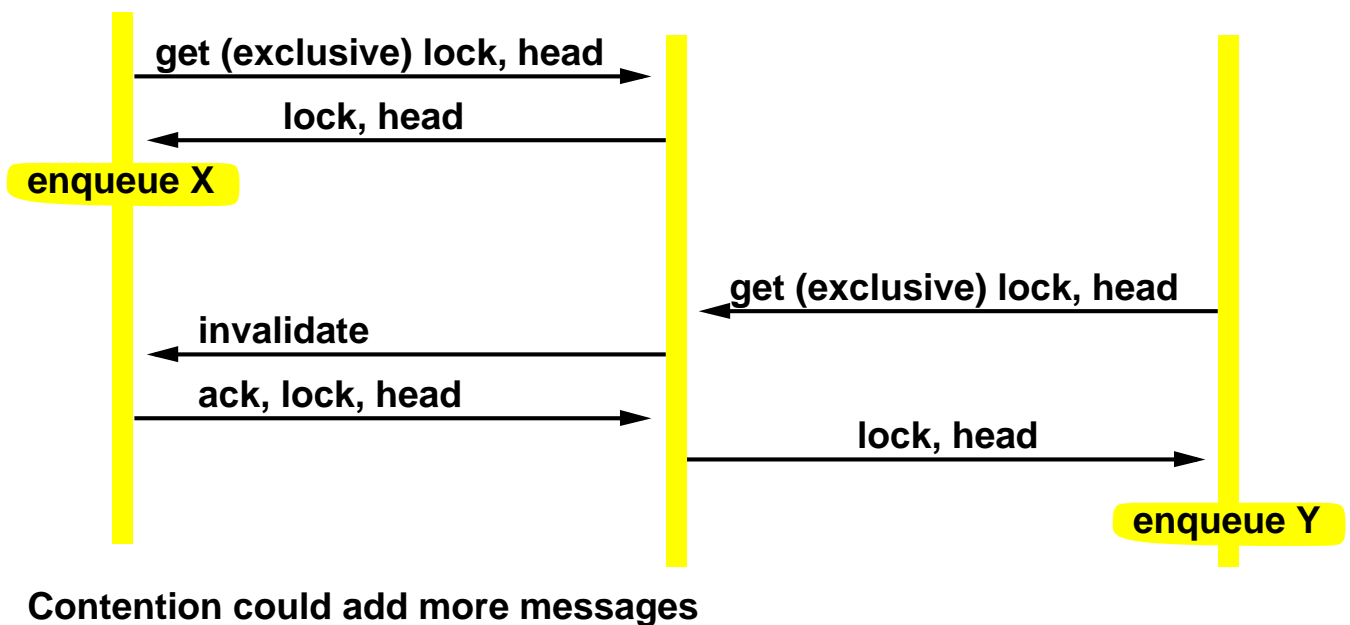 get (exclusive) lock, head
lock, head
enqueue X
get (exclusive) lock, head
invalidate
ack, lock, head
lock, head
enqueue Y
Contention could add more messages